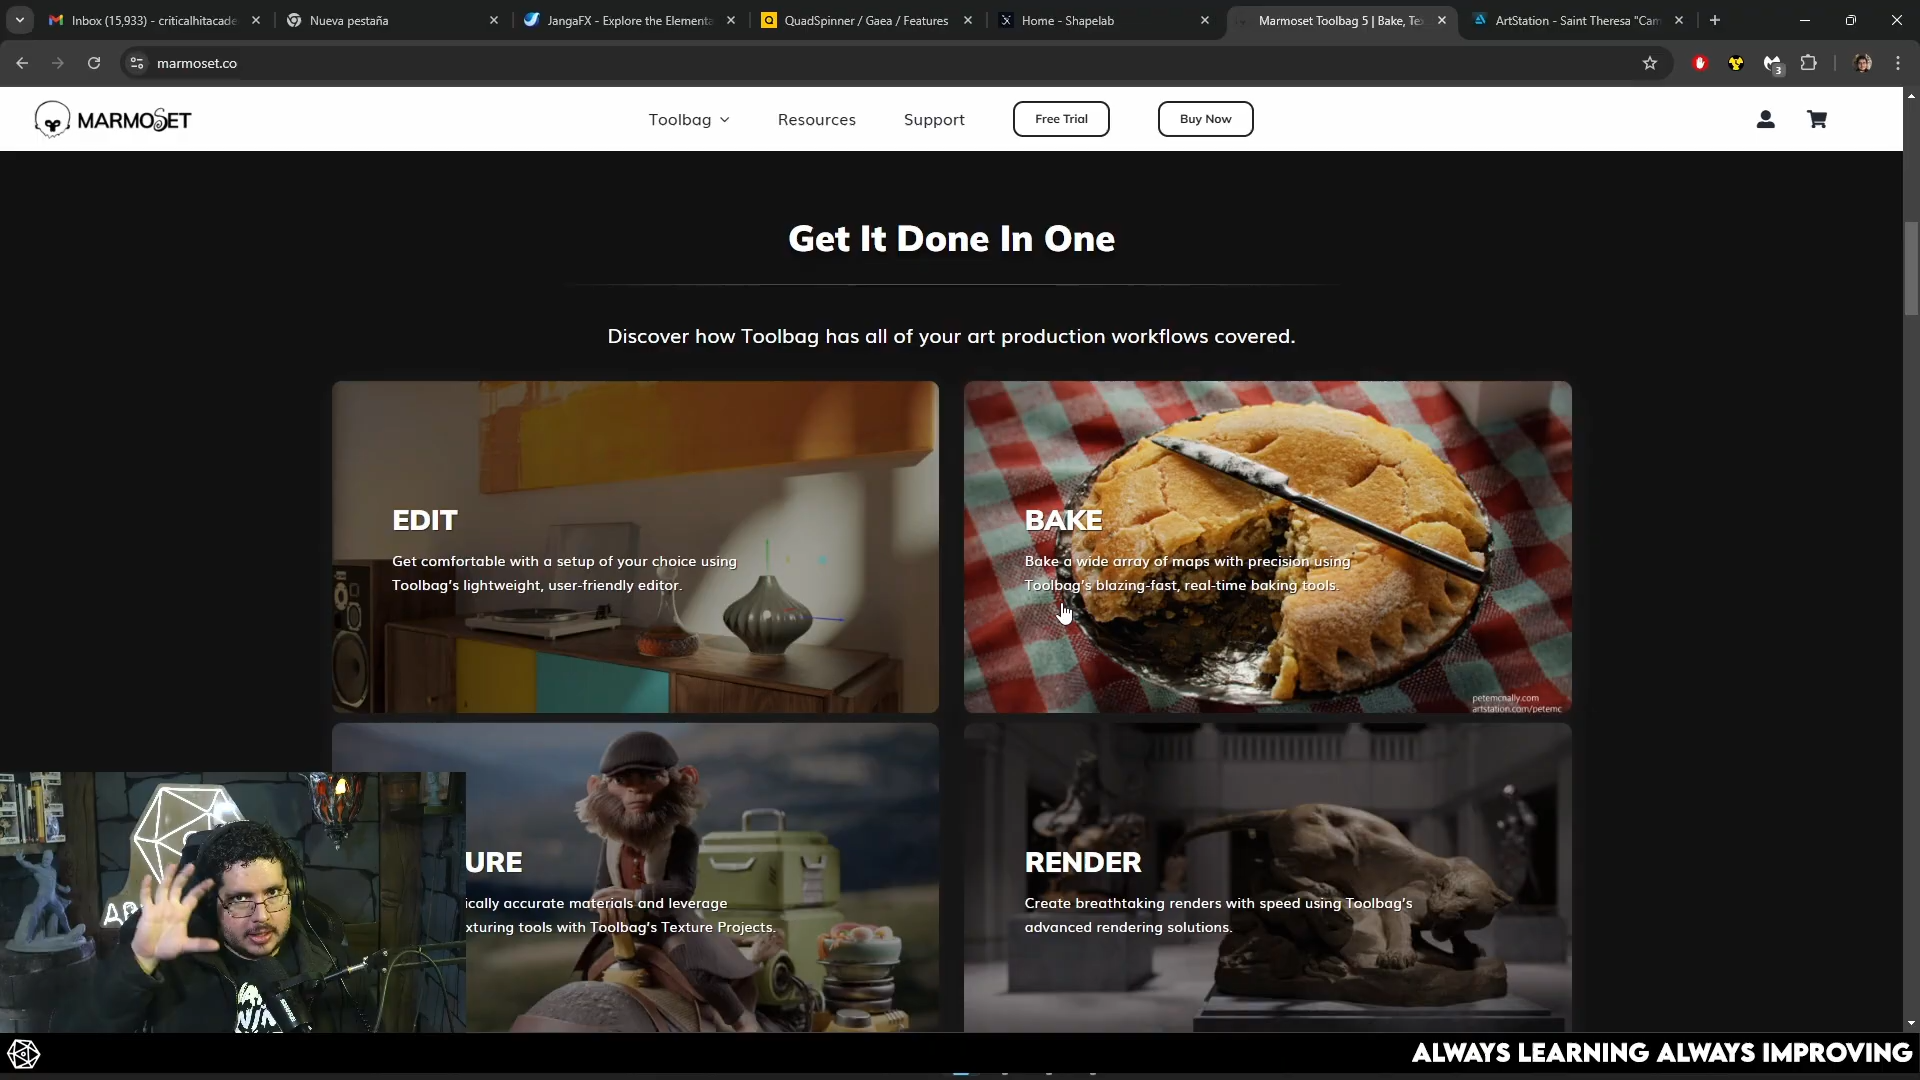 Inbox (15,933) - criticalhitacade
Nueva pestaña
JangaFX - Explore the Elementa
QuadSpinner / Gaea / Features
Home - Shapelab
Marmoset Toolbag 5 | Bake, Te
ArtStation - Saint Theresa "Cam
marmoset.co
3
MARMOSET
Toolbag
Resources
Support
Free Trial
Buy Now
Get It Done In One
Discover how Toolbag has all of your art production workflows covered.
EDIT
Get comfortable with a setup of your choice using
Toolbag's lightweight, user-friendly editor.
BAKE
Bake a wide array of maps with precision using
Toolbag's blazing-fast, real-time baking tools.
petemcnally.com
artstation.com/petemc
URE
ically accurate materials and leverage
xturing tools with Toolbag's Texture Projects.
RENDER
Create breathtaking renders with speed using Toolbag's
advanced rendering solutions.
ALWAYS LEARNING ALWAYS IMPROVING